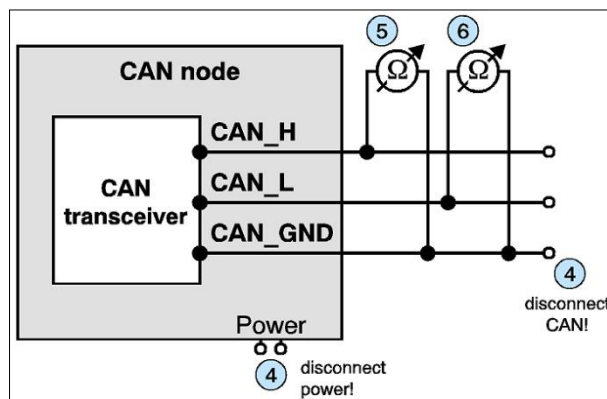 5
6
Ω
Ω
CAN node
CAN_H
CAN
transceiver
CAN_L
CAN_GND
4
disconnect
CAN!
Power
4
disconnect
power!